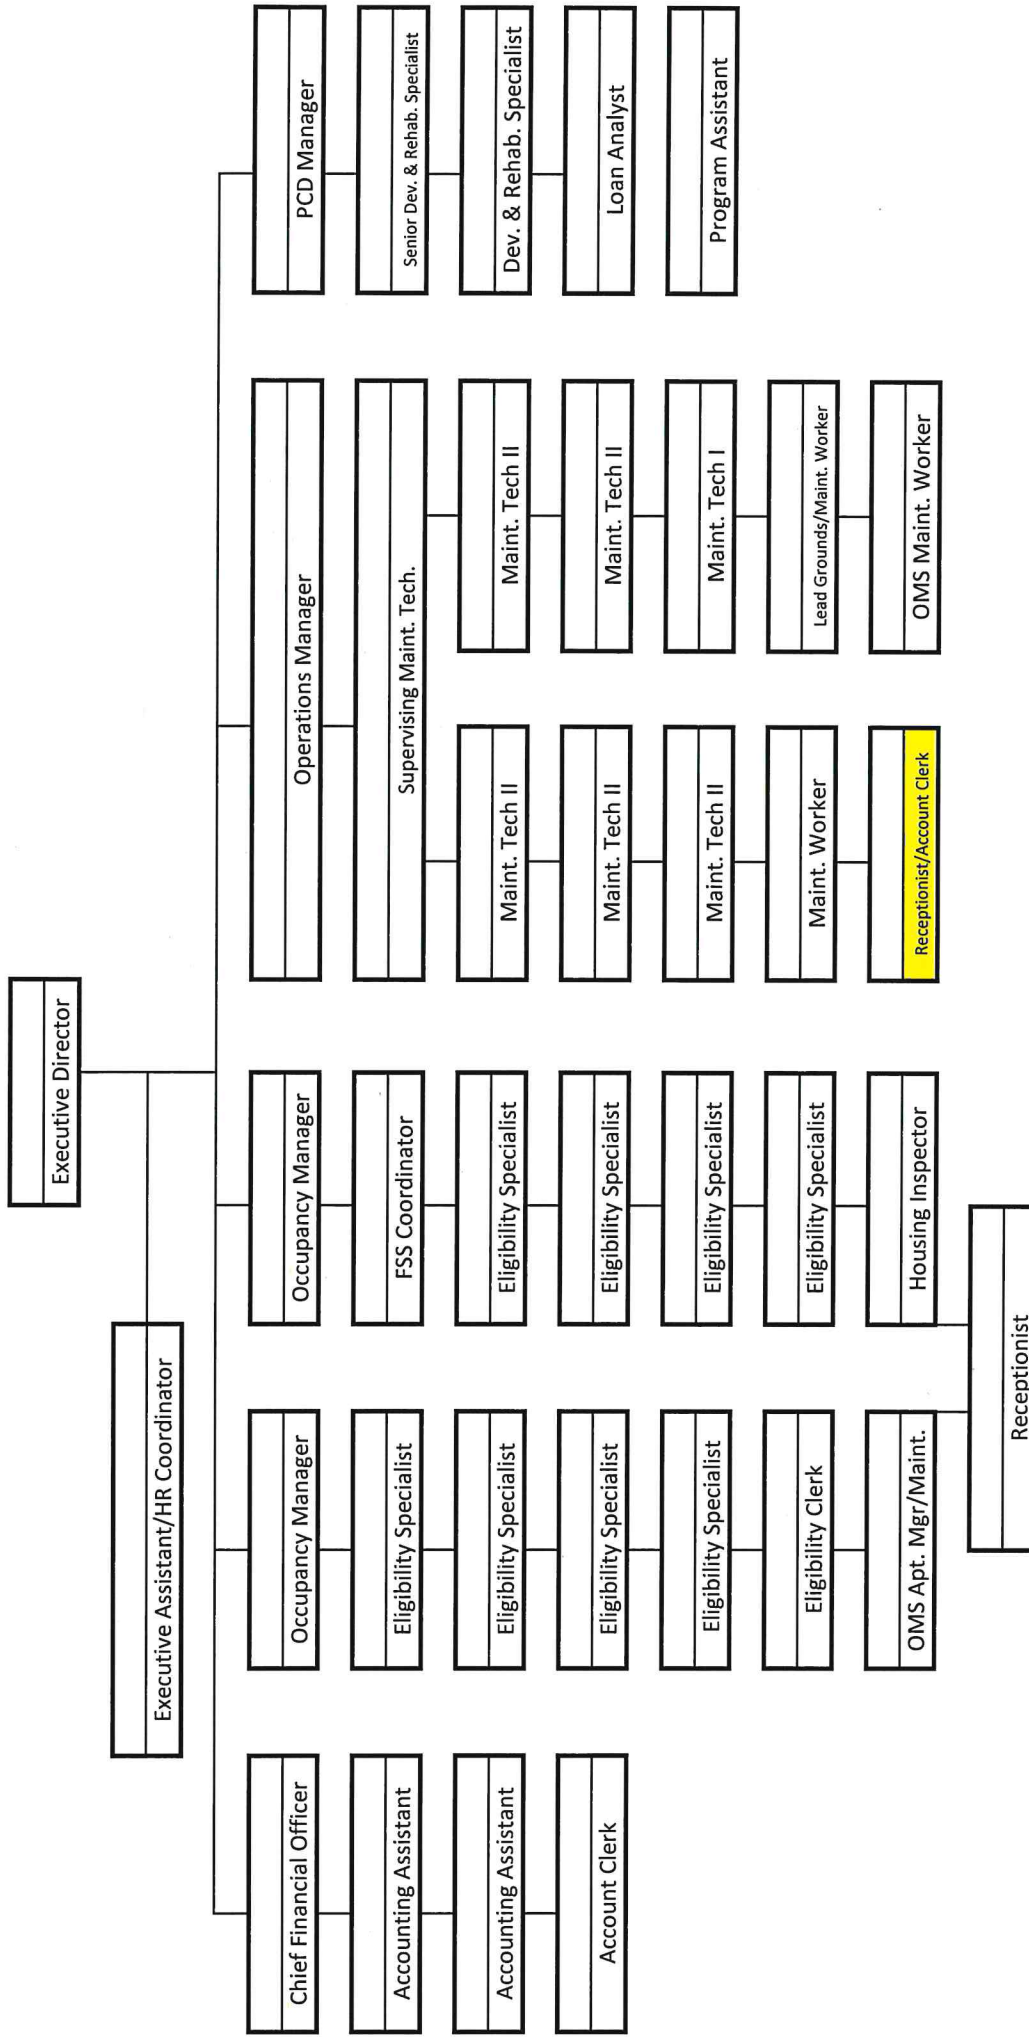 Executive Director
Executive Assistant/HR Coordinator
Chief Financial Officer
Accounting Assistant
Accounting Assistant
Account Clerk
Occupancy Manager
Eligibility Specialist
Eligibility Specialist
Eligibility Specialist
Eligibility Specialist
Eligibility Clerk
OMS Apt. Mgr/Maint.
Occupancy Manager
FSS Coordinator
Eligibility Specialist
Eligibility Specialist
Eligibility Specialist
Eligibility Specialist
Housing Inspector
Receptionist
Operations Manager
Supervising Maint. Tech.
Maint. Tech II
Maint. Tech II
Maint. Tech II
Maint. Worker
Receptionist/Account Clerk
Maint. Tech II
Maint. Tech II
Maint. Tech I
Lead Grounds/Maint. Worker
OMS Maint. Worker
PCD Manager
Senior Dev. & Rehab. Specialist
Dev. & Rehab. Specialist
Loan Analyst
Program Assistant